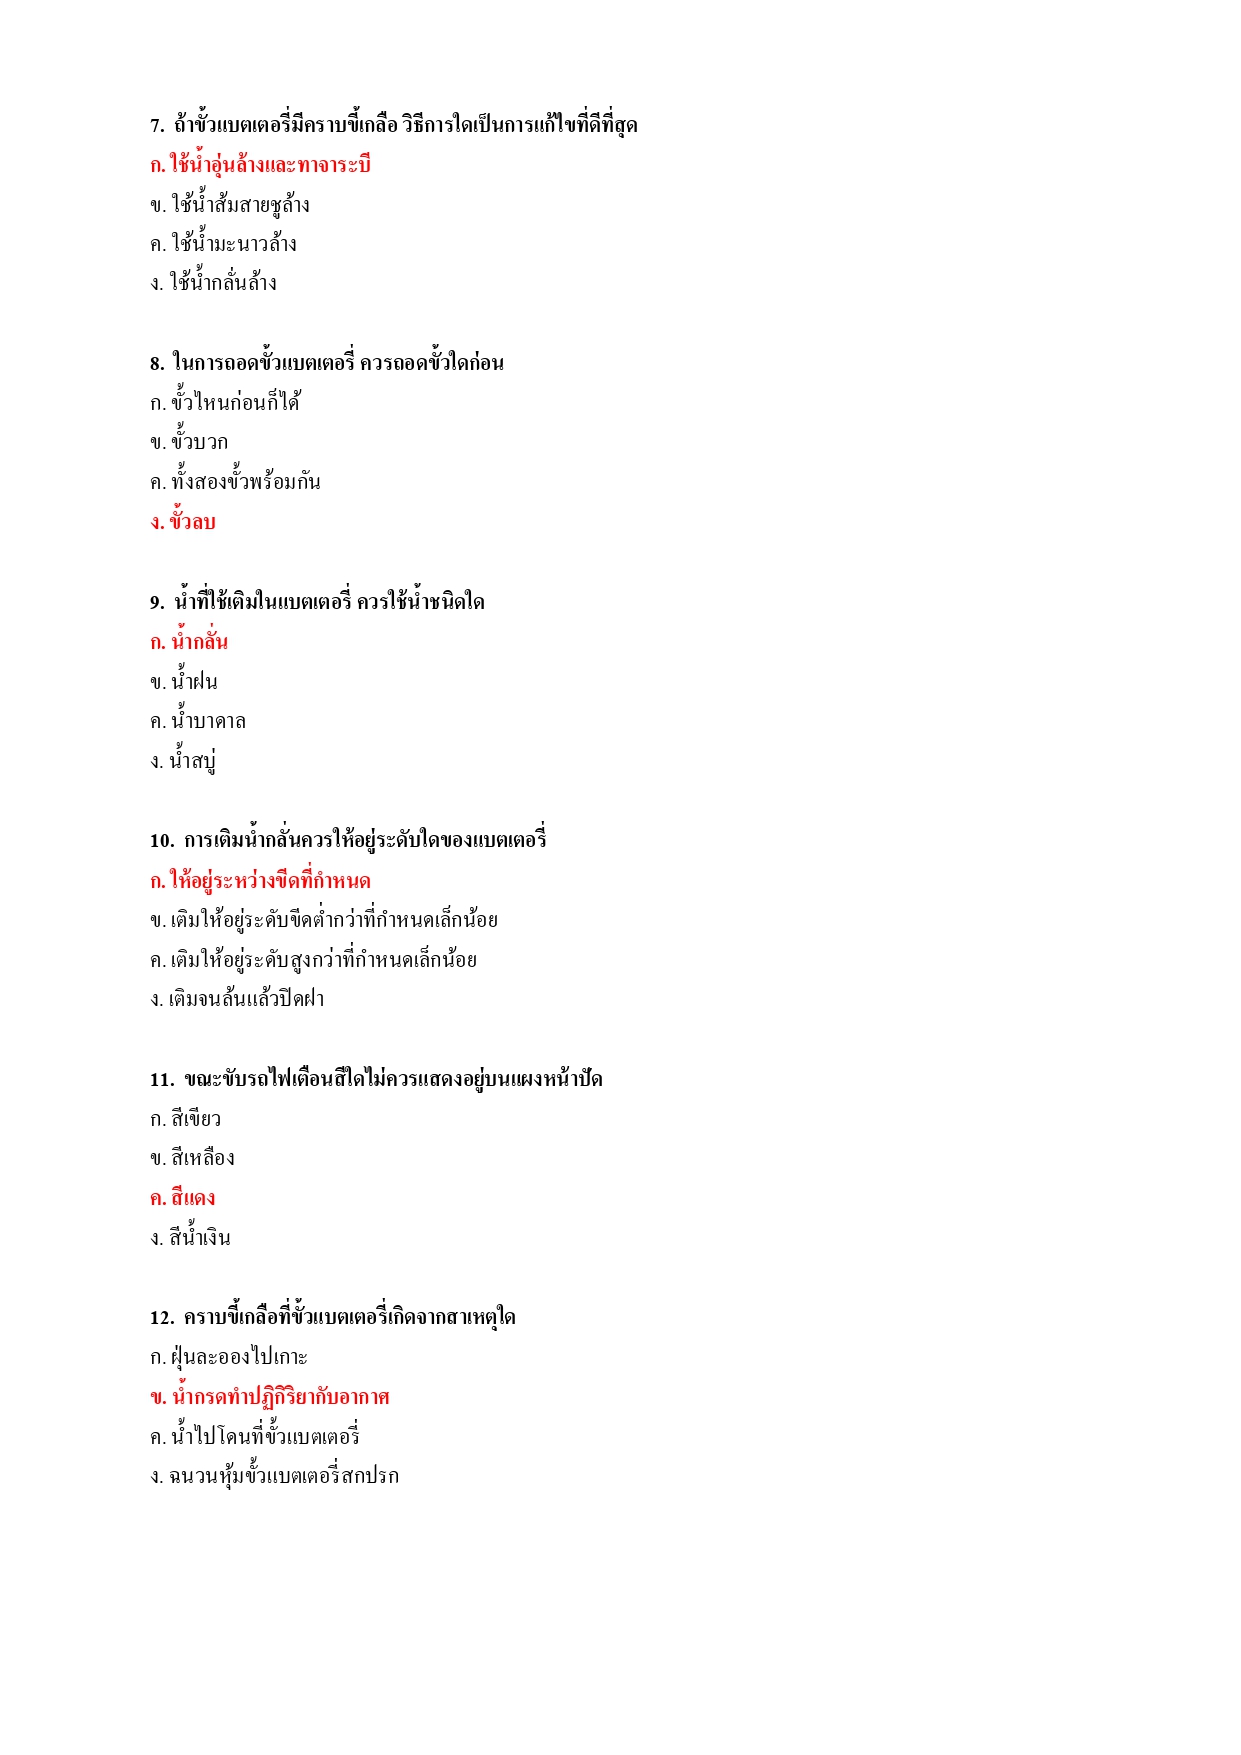 7. ถ้าขั้วแบตเตอรี่มีคราบขี้เกลือ วิธีการใดเป็นการแก้ไขที่ดีที่สุด
ก. ใช้น้ำอุ่นล้างและทาจาระบี
ข. ใช้น้ำส้มสายชูล้าง
ค. ใช้น้ำมะนาวล้าง
ง. ใช้น้ำกลั่นล้าง
8. ในการถอดขั้วแบตเตอรี่ ควรถอดขั้วใดก่อน
ก. ขั้วไหนก่อนก็ได้
ข. ขั้วบวก
ค. ทั้งสองขั้วพร้อมกัน
ง. ขั้วลบ
9. น้ำที่ใช้เติมในแบตเตอรี่ ควรใช้น้ำชนิดใด
ก. น้ำกลั่น
ข. น้ำฝน
ค. น้ำบาดาล
ง. น้ำสบู่
10. การเติมน้ำกลั่นควรให้อยู่ระดับใดของแบตเตอรี่
ก. ให้อยู่ระหว่างขีดที่กำหนด
ข. เติมให้อยู่ระดับขีดต่ำกว่าที่กำหนดเล็กน้อย
ค. เติมให้อยู่ระดับสูงกว่าที่กำหนดเล็กน้อย
ง. เติมจนล้นแล้วปิดฝา
11. ขณะขับรถไฟเตือนสีใดไม่ควรแสดงอยู่บนแผงหน้าปัด
ก. สีเขียว
ข. สีเหลือง
ค. สีแดง
ง. สีน้ำเงิน
12. คราบขี้เกลือที่ขั้วแบตเตอรี่เกิดจากสาเหตุใด
ก. ฝุ่นละอองไปเกาะ
ข. น้ำกรดทำปฏิกิริยากับอากาศ
ค. น้ำไปโดนที่ขั้วแบตเตอรี่
ง. ฉนวนหุ้มขั้วแบตเตอรี่สกปรก